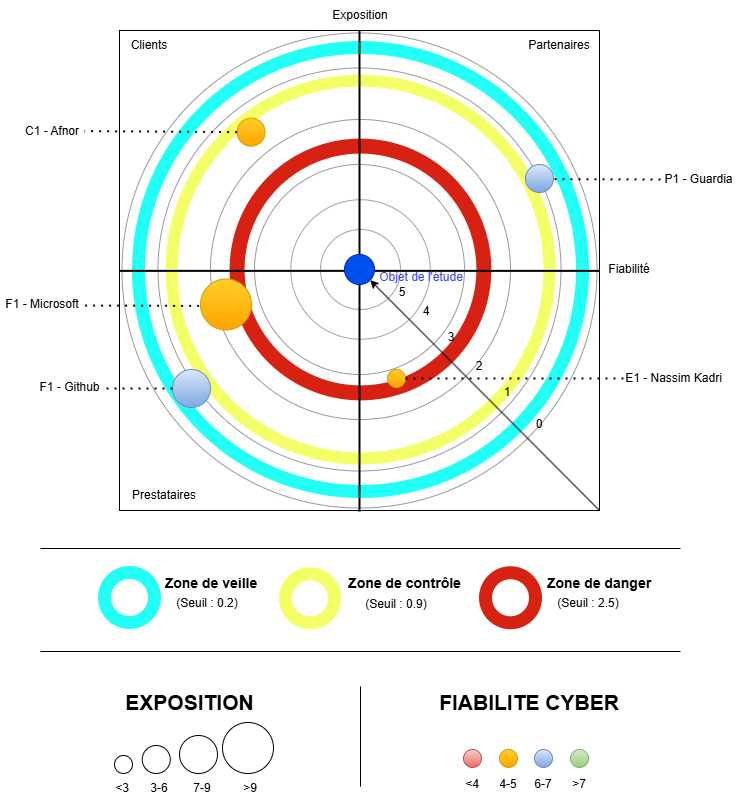 Exposition
Clients
Partenaires
C1 - Afnor
P1 - Guardia
Fiabilité
Objet de l'étude
5
F1 - Microsoft
4
3
2
E1 - Nassim Kadri
F1 - Github
1
0
Prestataires
Zone de veille
(Seuil : 0.2)
Zone de contrôle
(Seuil : 0.9)
Zone de danger
(Seuil : 2.5)
EXPOSITION
<3
3-6
7-9
>9
FIABILITE CYBER
<4
4-5
6-7
>7